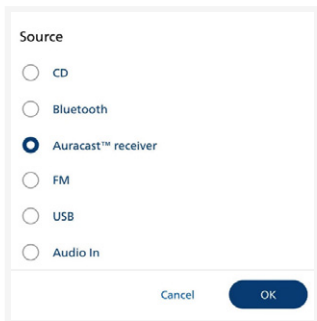 Source
CD
Bluetooth
Auracast™ receiver
FM
USB
Audio In
Cancel OK